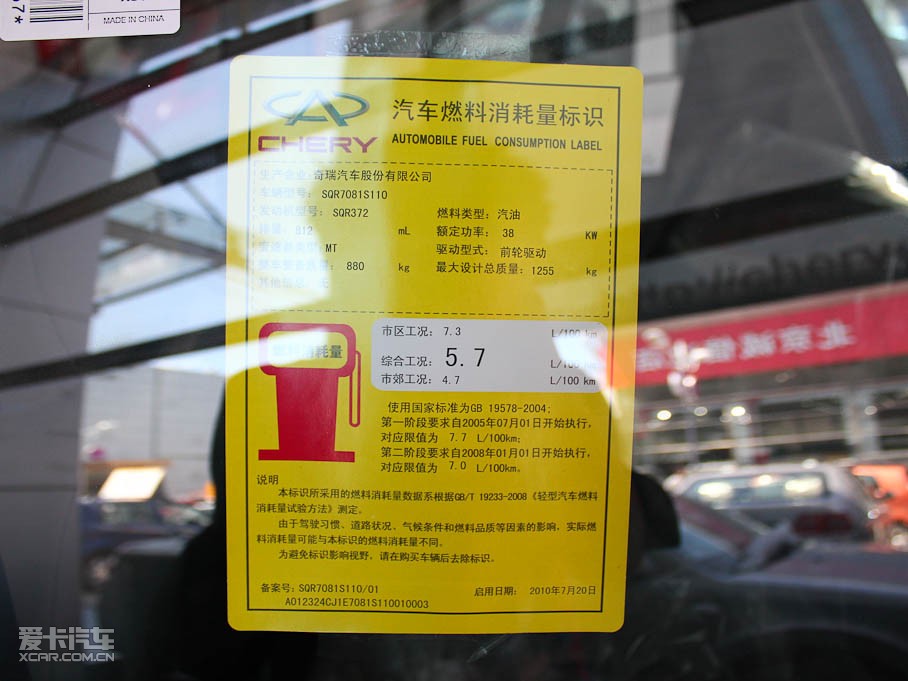 MADE IN CHINA
CHERY
汽车燃料消耗量标识
AUTOMOBILE FUEL CONSUMPTION LABEL
生产企业: 奇瑞汽车股份有限公司
车辆型号: SQR7081S110
发动机型号: SQR372 燃料类型: 汽油
排量: 812 mL 额定功率: 38 KW
变速器类型: MT 驱动型式: 前轮驱动
整车整备质量: 880 kg 最大设计总质量: 1255 kg
其他信息: 无
燃料消耗量
市区工况: 7.3 L/100 km
综合工况: 5.7 L/100 km
市郊工况: 4.7 L/100 km
使用国家标准为GB 19578-2004;
第一阶段要求自2005年07月01日开始执行,
对应限值为 7.7 L/100km;
第二阶段要求自2008年01月01日开始执行,
对应限值为 7.0 L/100km。
说明
本标识所采用的燃料消耗量数据系根据GB/T 19233-2008《轻型汽车燃料
消耗量试验方法》测定。
由于驾驶习惯、道路状况、气候条件和燃料品质等因素的影响，实际燃
料消耗量可能与本标识的燃料消耗量不同。
为避免标识影响视野，请在购买车辆后去除标识。
备案号: SQR7081S110/01 启用日期: 2010年7月20日
A012324CJ1E7081S110010003
爱卡汽车
XCAR.COM.CN